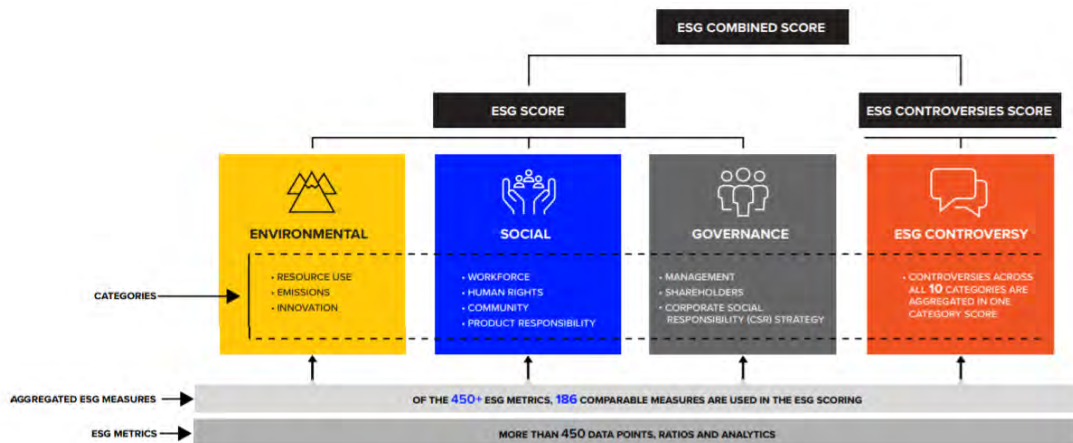 ESG COMBINED SCORE
ESG SCORE
ESG CONTROVERSIES SCORE
ENVIRONMENTAL
SOCIAL
GOVERNANCE
ESG CONTROVERSY
CATEGORIES
• RESOURCE USE
• EMISSIONS
• INNOVATION
• WORKFORCE
• HUMAN RIGHTS
• COMMUNITY
• PRODUCT RESPONSIBILITY
• MANAGEMENT
• SHAREHOLDERS
• CORPORATE SOCIAL
RESPONSIBILITY (CSR) STRATEGY
• CONTROVERSIES ACROSS
ALL 10 CATEGORIES ARE
AGGREGATED IN ONE
CATEGORY SCORE
AGGREGATED ESG MEASURES
OF THE 450+ ESG METRICS, 186 COMPARABLE MEASURES ARE USED IN THE ESG SCORING
ESG METRICS
MORE THAN 450 DATA POINTS, RATIOS AND ANALYTICS